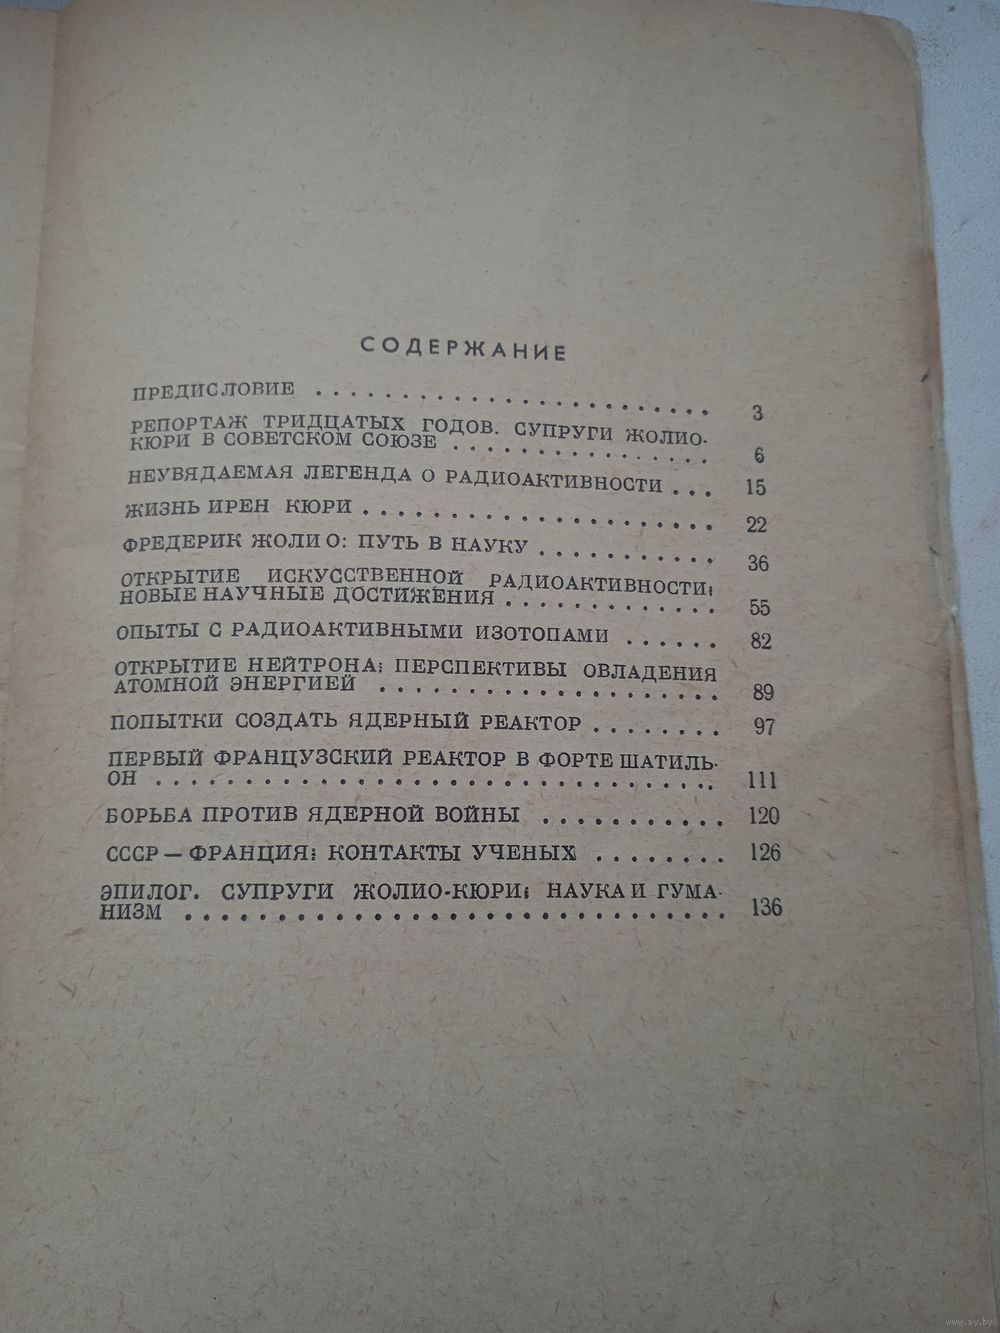 СОДЕРЖАНИЕ
ПРЕДИСЛОВИЕ . . . . . . . . . . . . . . . . . . . . . . . 3
РЕПОРТАЖ ТРИДЦАТЫХ ГОДОВ. СУПРУГИ ЖОЛИО-
КЮРИ В СОВЕТСКОМ СОЮЗЕ . . . . . . . . . . . . . . . 6
НЕУВЯДАЕМАЯ ЛЕГЕНДА О РАДИОАКТИВНОСТИ . . . 15
ЖИЗНЬ ИРЕН КЮРИ . . . . . . . . . . . . . . . . . . . . . 22
ФРЕДЕРИК ЖОЛИО: ПУТЬ В НАУКУ . . . . . . . . . . . 36
ОТКРЫТИЕ ИСКУССТВЕННОЙ РАДИОАКТИВНОСТИ;
НОВЫЕ НАУЧНЫЕ ДОСТИЖЕНИЯ . . . . . . . . . . . . . 55
ОПЫТЫ С РАДИОАКТИВНЫМИ ИЗОТОПАМИ . . . . . . 82
ОТКРЫТИЕ НЕЙТРОНА; ПЕРСПЕКТИВЫ ОВЛАДЕНИЯ
АТОМНОЙ ЭНЕРГИЕЙ . . . . . . . . . . . . . . . . . . . 89
ПОПЫТКИ СОЗДАТЬ ЯДЕРНЫЙ РЕАКТОР . . . . . . . . 97
ПЕРВЫЙ ФРАНЦУЗСКИЙ РЕАКТОР В ФОРТЕ ШАТИЛЬ-
ОН . . . . . . . . . . . . . . . . . . . . . . . . . . . . . . . 111
БОРЬБА ПРОТИВ ЯДЕРНОЙ ВОЙНЫ . . . . . . . . . . . 120
СССР — ФРАНЦИЯ; КОНТАКТЫ УЧЕНЫХ . . . . . . . . 126
ЭПИЛОГ. СУПРУГИ ЖОЛИО-КЮРИ; НАУКА И ГУМА-
НИЗМ . . . . . . . . . . . . . . . . . . . . . . . . . . . . . 136
www.ay.by